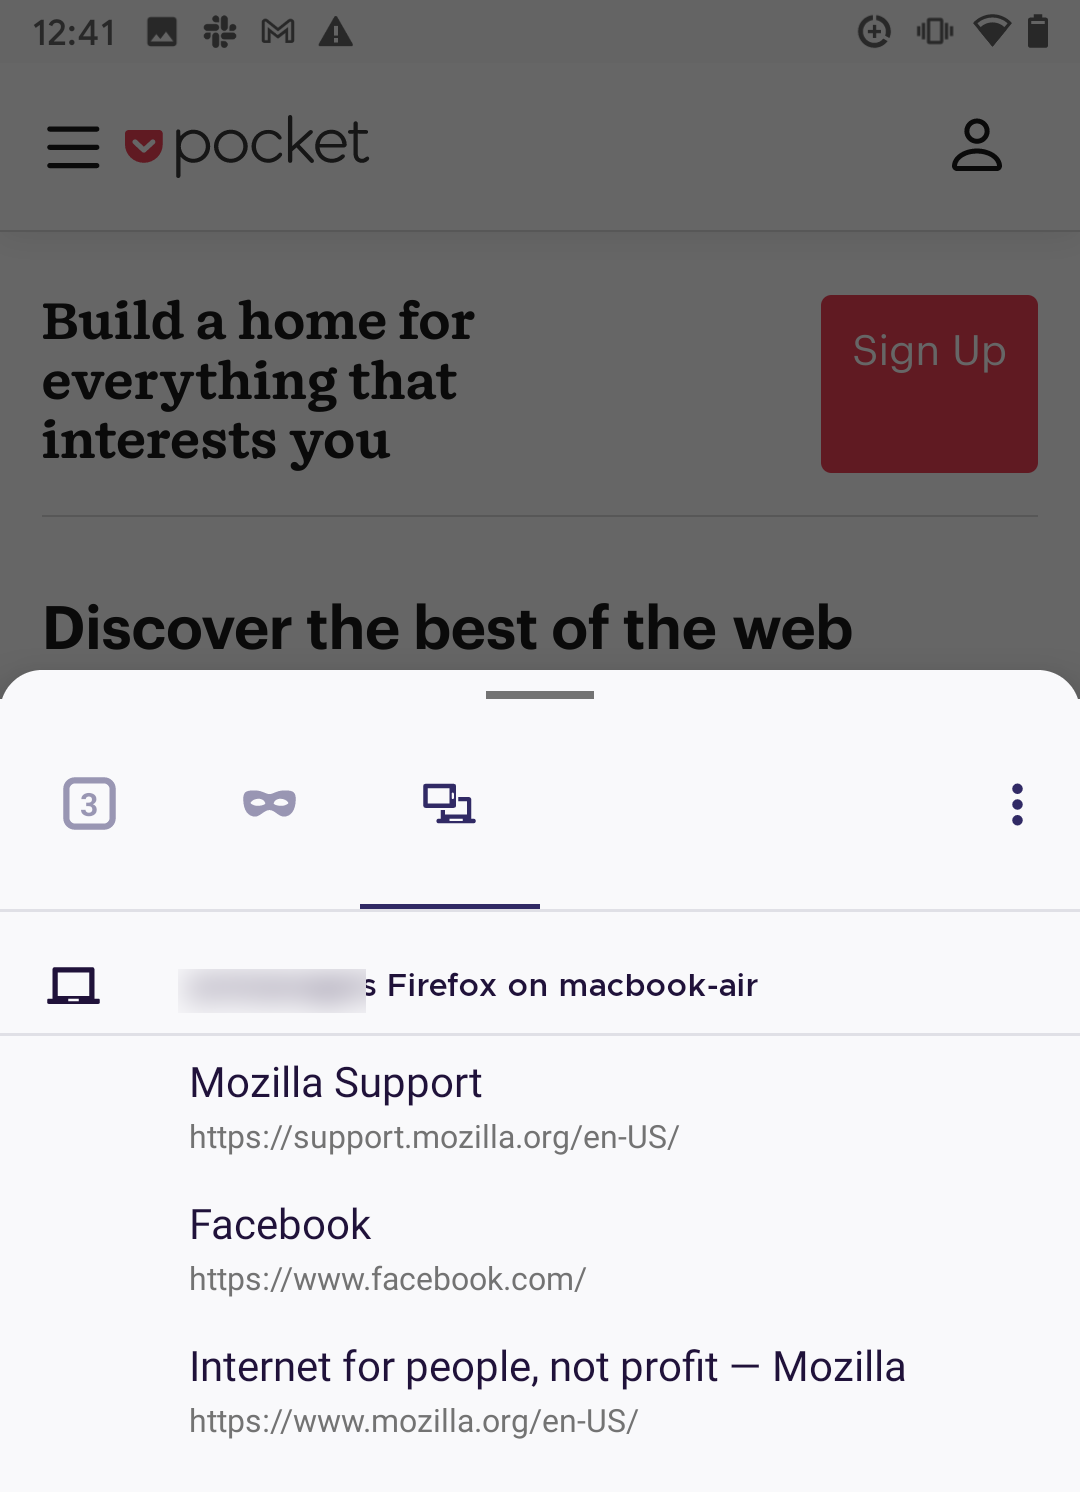 12:41
pocket
Build a home for
everything that
interests you
Sign Up
Discover the best of the web
3
s Firefox on macbook-air
Mozilla Support
https://support.mozilla.org/en-US/
Facebook
https://www.facebook.com/
Internet for people, not profit — Mozilla
https://www.mozilla.org/en-US/